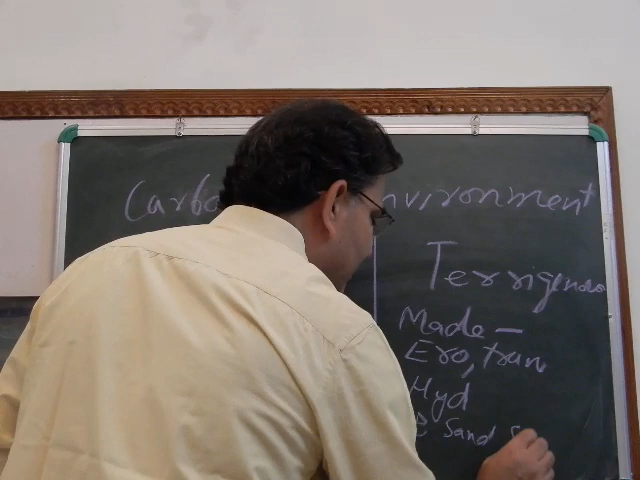 Carbo nvironment
Terrigenous
Made -
Ero, tran
Hyd
Sand S